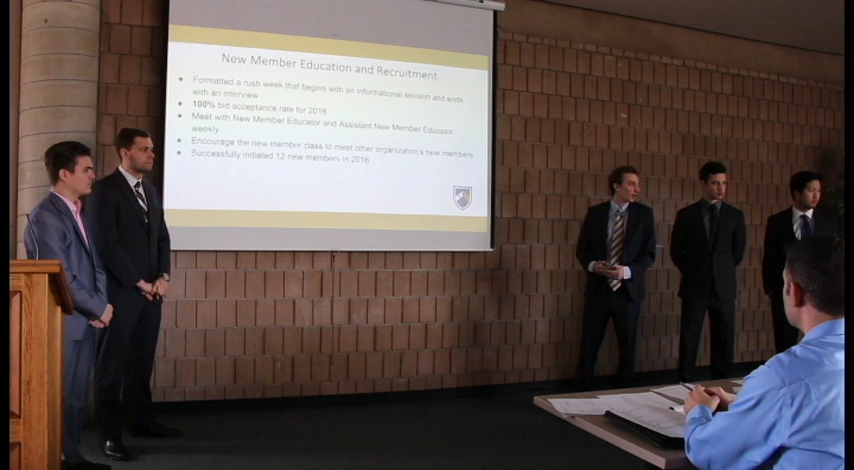 New Member Education and Recruitment
• Formatted a rush week that begins with an informational session and ends
with an interview
• 100% bid acceptance rate for 2016
• Meet with New Member Educator and Assistant New Member Educator
weekly
• Encourage the new member class to meet other organization's new members
• Successfully initiated 12 new members in 2016